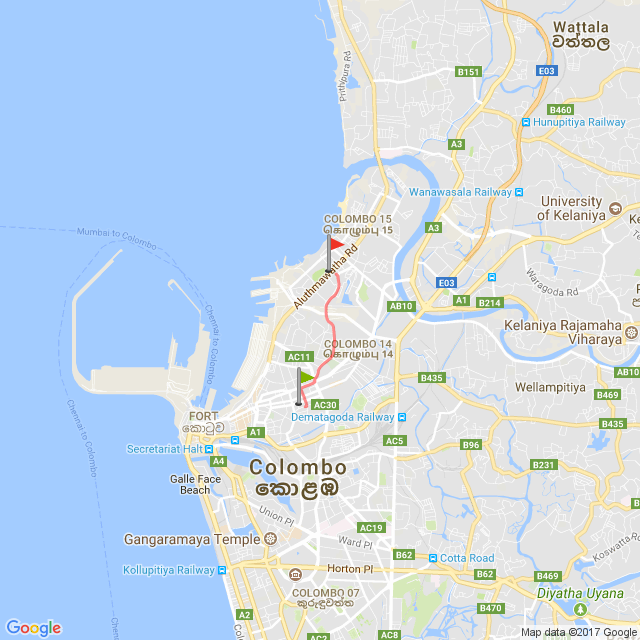 Wattala
වත්තල
B151
E03
Prithipura Rd
B460
Hunupitiya Railway
A3
Wanawasala Railway
University
of Kelaniya
COLOMBO 15
கொழும்பு 15
A3
Mumbai to Colombo
Aluthmawatha Rd
E03
Waragoda Rd
A1
B214
AB10
Chennai to Colombo
Kelaniya Rajamaha
Viharaya
COLOMBO 14
கொழும்பு 14
AC11
AB10
B435
Wellampitiya
B469
AC30
FORT
කොටුව
Dematagoda Railway
B435
A1
AC5
B96
Secretariat Halt
A4
Colombo
කොළඹ
B231
Chennai to Colombo
Galle Face
Beach
Union Pl
AC19
Gangaramaya Temple
Ward Pl
Koswatta Rd
B62
Cotta Road
Kollupitiya Railway
Horton Pl
B62
B469
COLOMBO 07
කුරුඳුවත්ත
Diyatha Uyana
B470
A2
AC8
Google
Map data ©2017 Google